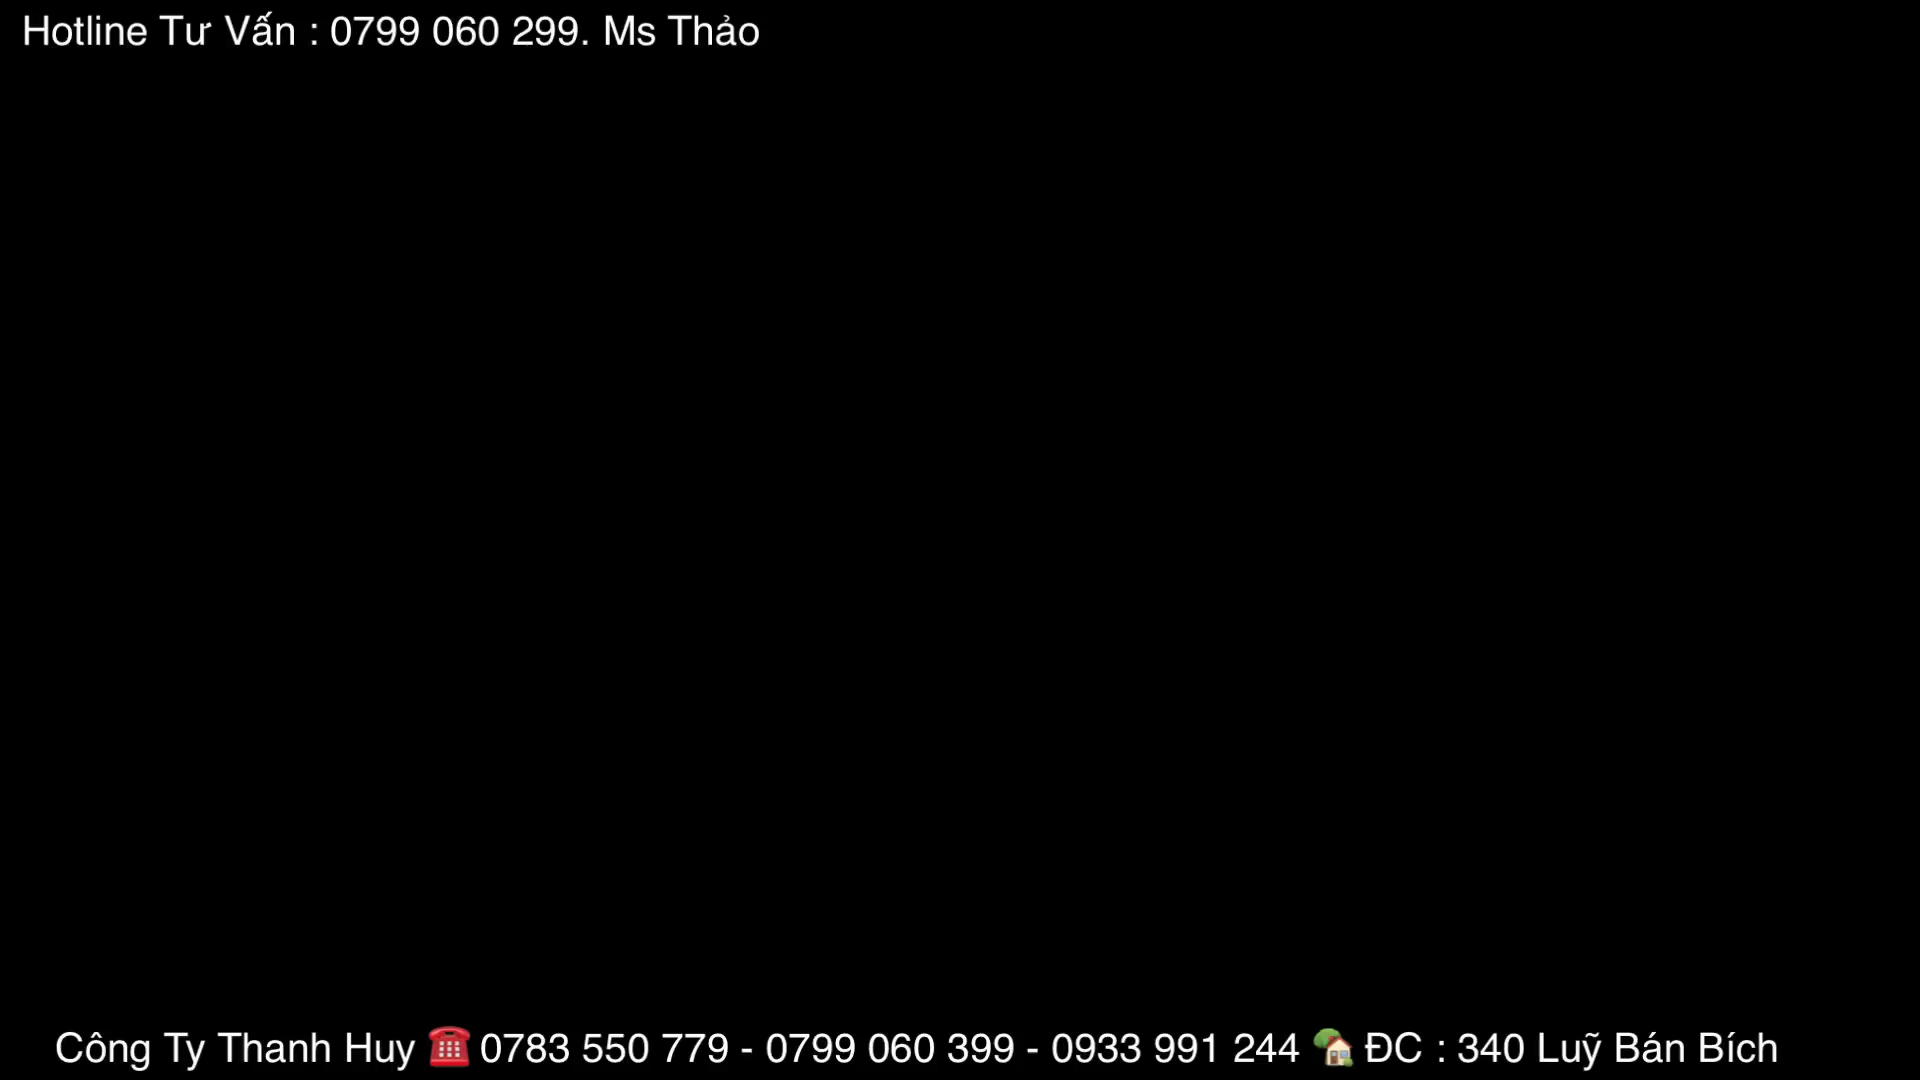 Hotline Tư Vấn : 0799 060 299. Ms Thảo
Công Ty Thanh Huy ☎️ 0783 550 779 - 0799 060 399 - 0933 991 244 🏡 ĐC : 340 Luỹ Bán Bích